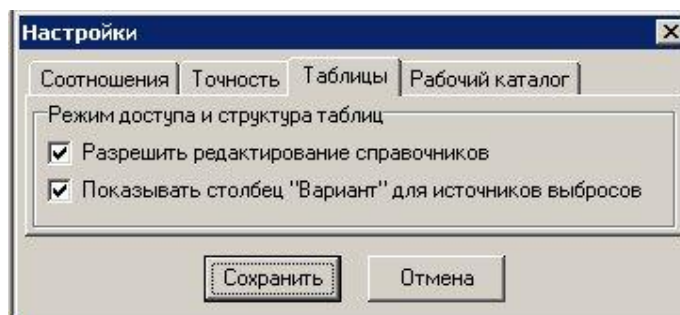 Настройки
Соотношения Точность Таблицы Рабочий каталог
Режим доступа и структура таблиц
Разрешить редактирование справочников
Показывать столбец "Вариант" для источников выбросов
Сохранить Отмена